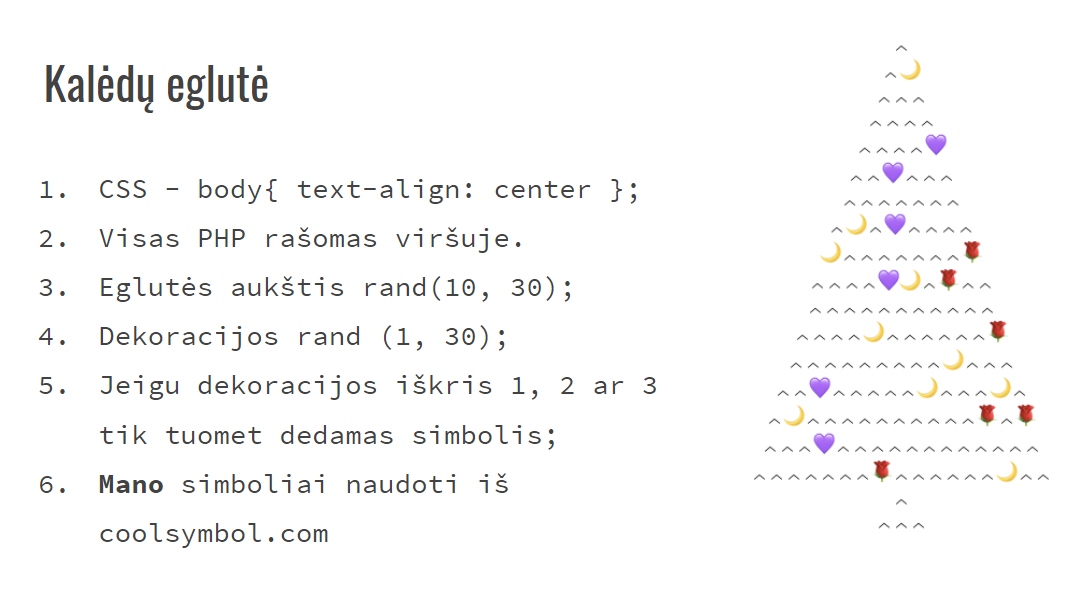 Kalėdų eglutė
1. CSS - body{ text-align: center };
2. Visas PHP rašomas viršuje.
3. Eglutės aukštis rand(10, 30);
4. Dekoracijos rand (1, 30);
5. Jeigu dekoracijos iškris 1, 2 ar 3
tik tuomet dedamas simbolis;
6. Mano simboliai naudoti iš
coolsymbol.com
^
^🌙
^^^
^^^^
^^^^💜
^^💜^^^
^^^^^^^
^🌙^💜^^^^
🌙^^^^^^^🌹
^^^^💜🌙^🌹^^
^^^^^^^^^^^
^^^^🌙^^^^^^🌹
^^^^^^^^^🌙^^^
^^💜^^^^^🌙^^^🌙^
^🌙^^^^^^^^^^🌹^🌹
^^^💜^^^^^^^^^^^^
^^^^^^^🌹^^^^^^🌙^^
^
^^^